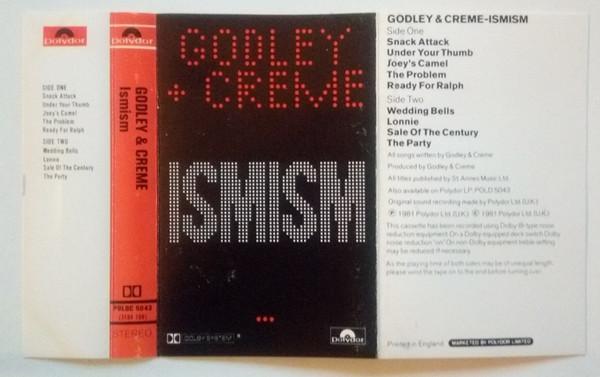 Polydor
SIDE ONE
Snack Attack
Under Your Thumb
Joey's Camel
The Problem
Ready For Ralph
SIDE TWO
Wedding Bells
Lonnie
Sale Of The Century
The Party
Polydor
GODLEY & CREME
Ismism
POLDC 5043
STEREO
GODLEY
+ CREME
ISMISM
...
DOLBY SYSTEM
Polydor
GODLEY & CREME-ISMISM
Side One
Snack Attack
Under Your Thumb
Joey's Camel
The Problem
Ready For Ralph
Side Two
Wedding Bells
Lonnie
Sale Of The Century
The Party
All songs written by Godley & Creme
Produced by Godley & Creme
All titles published by St. Annes Music Ltd.
Also available on Polydor LP, POLD 5043
Original sound recording made by Polydor Ltd. (U.K.)
℗ 1981 Polydor Ltd. (U.K.) © 1981 Polydor Ltd. (U.K.)
This cassette has been recorded using Dolby B-type noise
reduction equipment. On a Dolby equipped deck switch Dolby
noise reduction 'on'. On non-Dolby equipment treble setting
may be reduced if necessary.
As the playing time of both sides may be of unequal length,
please wind the tape on to the end before turning over.
Printed in England
MARKETED BY POLYDOR LIMITED